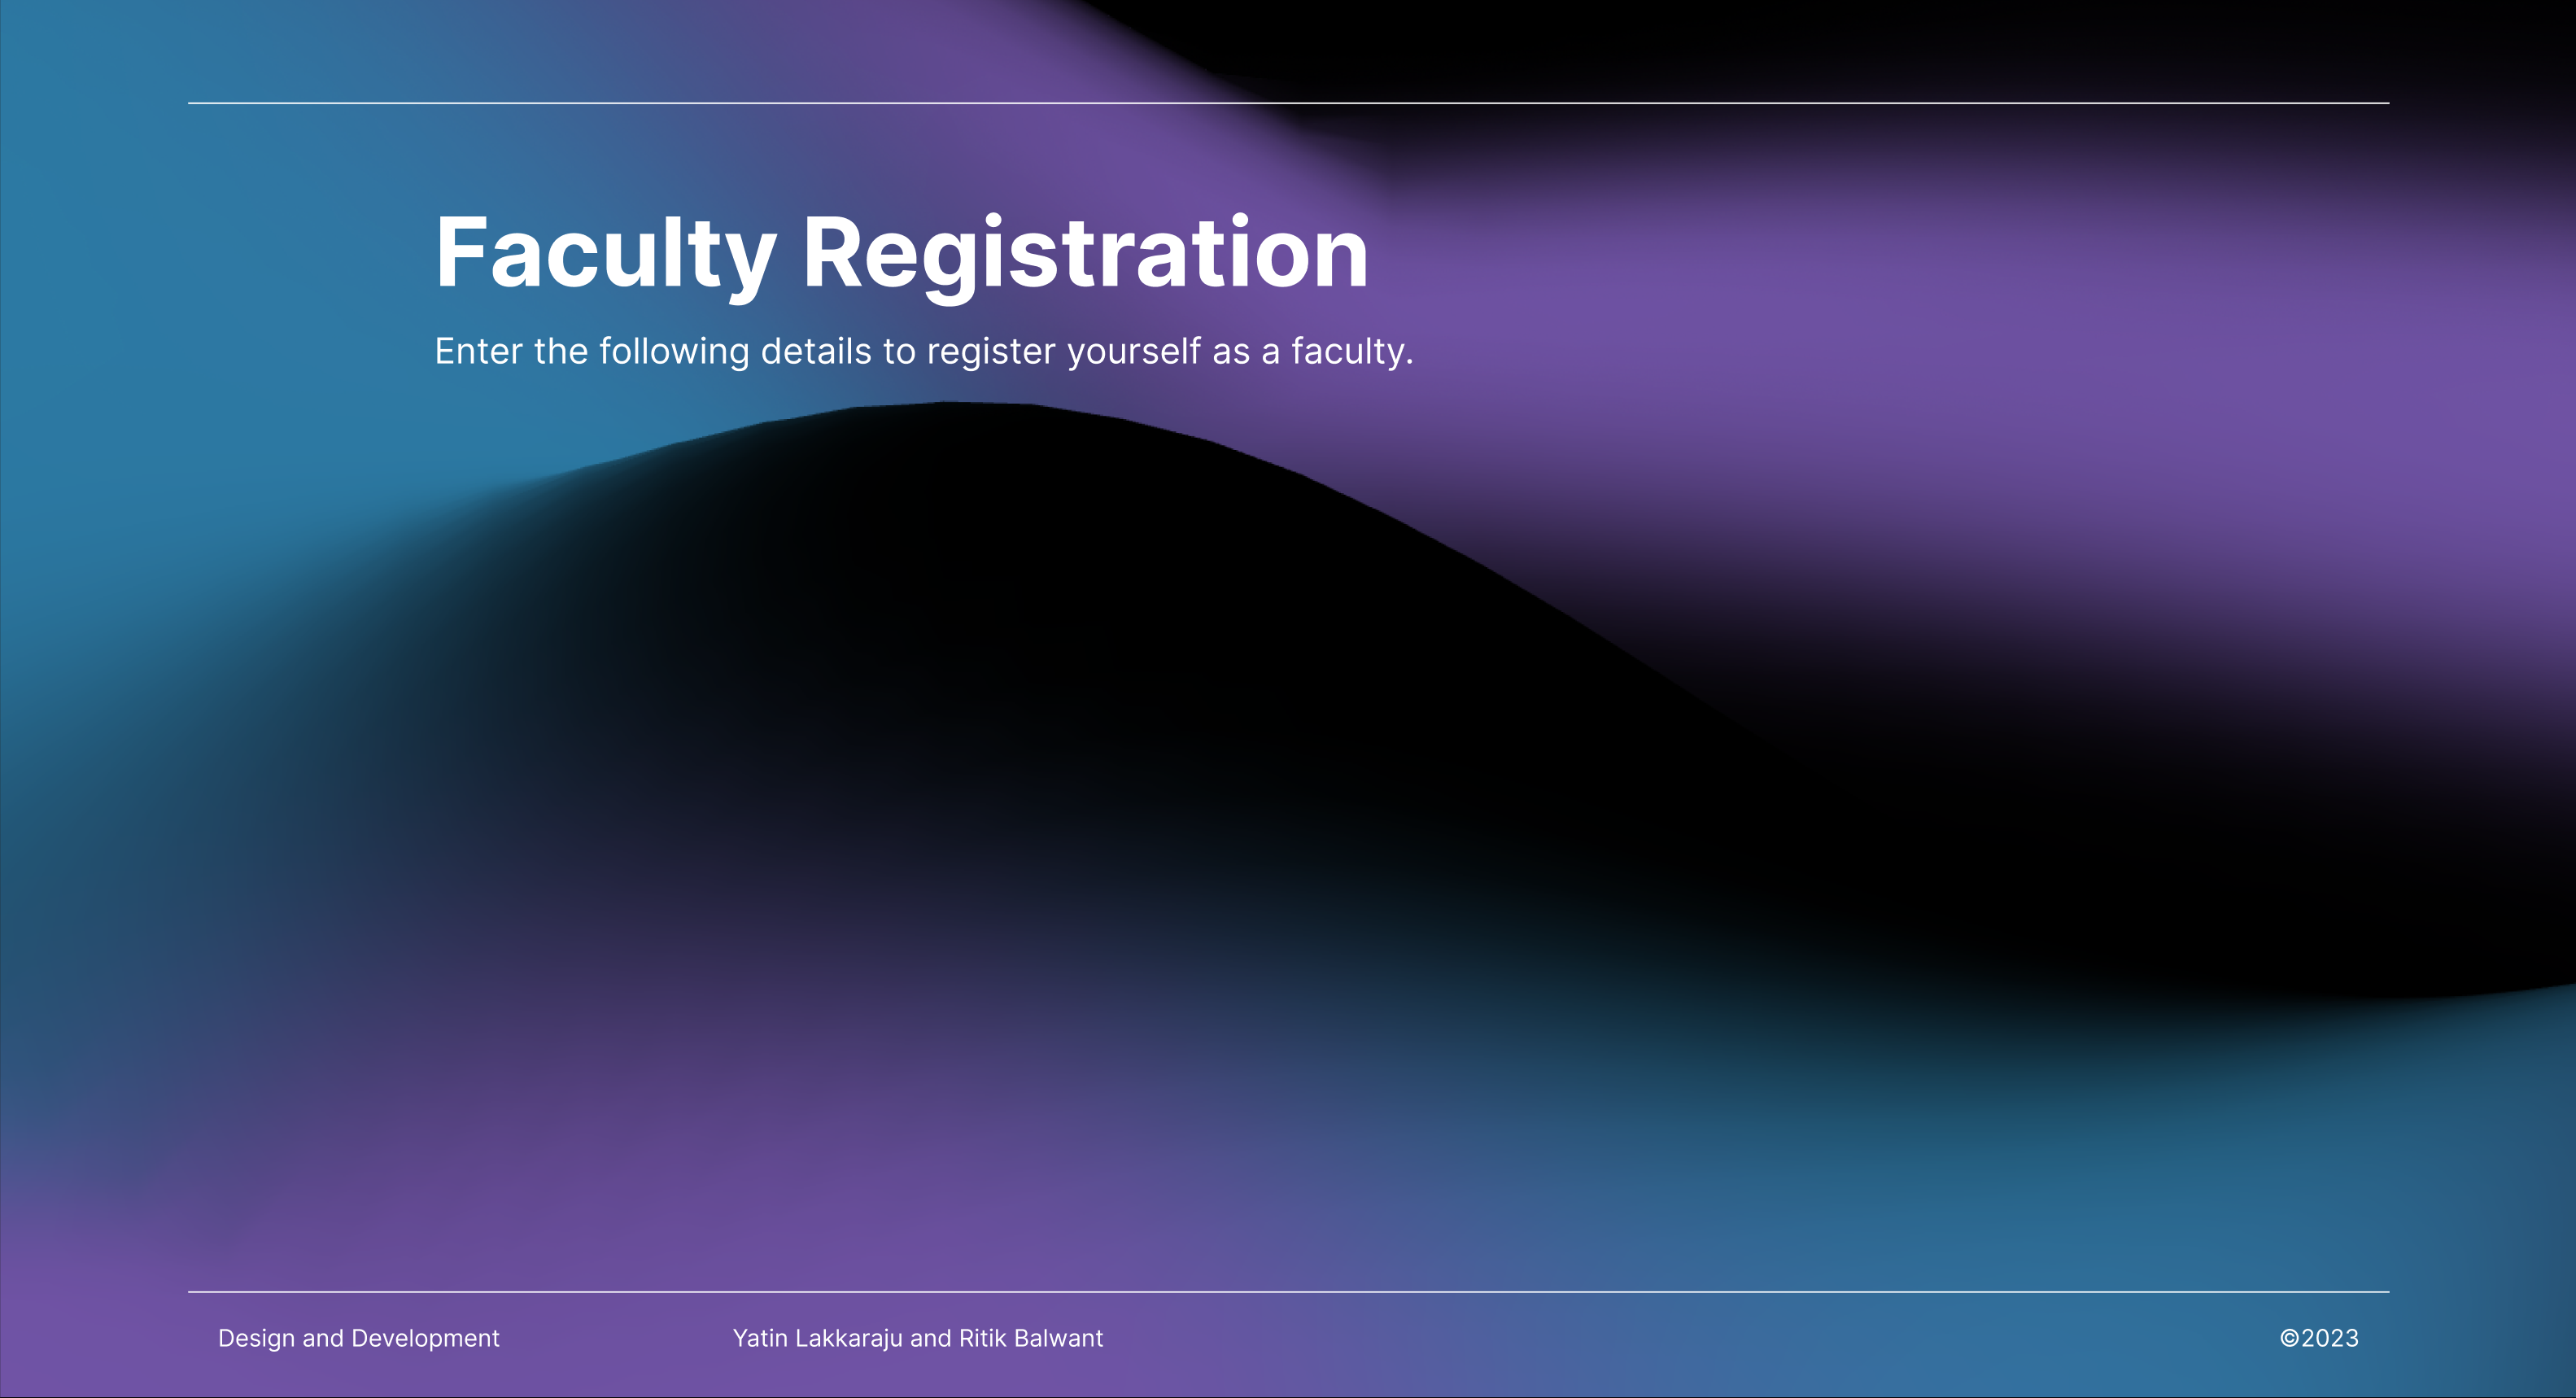 Faculty Registration
Enter the following details to register yourself as a faculty.
Design and Development
Yatin Lakkaraju and Ritik Balwant
©2023